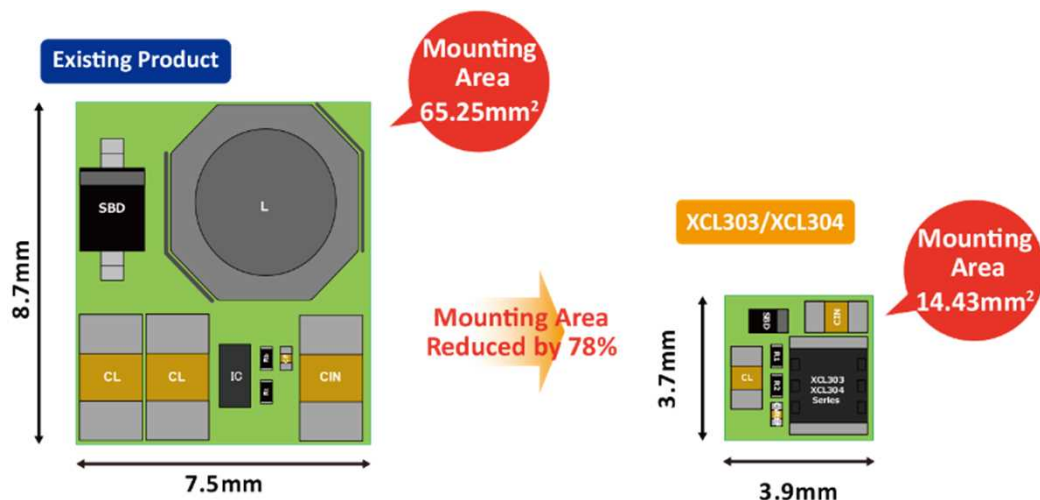 Existing Product
Mounting
Area
65.25mm²
SBD
L
8.7mm
CL
CL
IC
CIN
7.5mm
Mounting Area
Reduced by 78%
XCL303/XCL304
Mounting
Area
14.43mm²
SBD
CIN
CL
R1
R2
XCL303
XCL304
Series
3.7mm
3.9mm